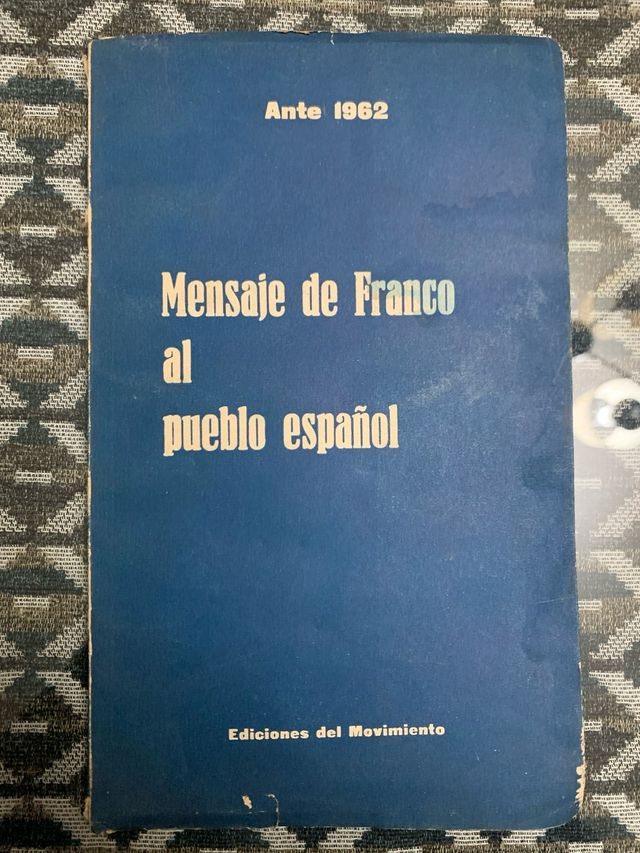 Ante 1962
Mensaje de Franco
al
pueblo español
Ediciones del Movimiento